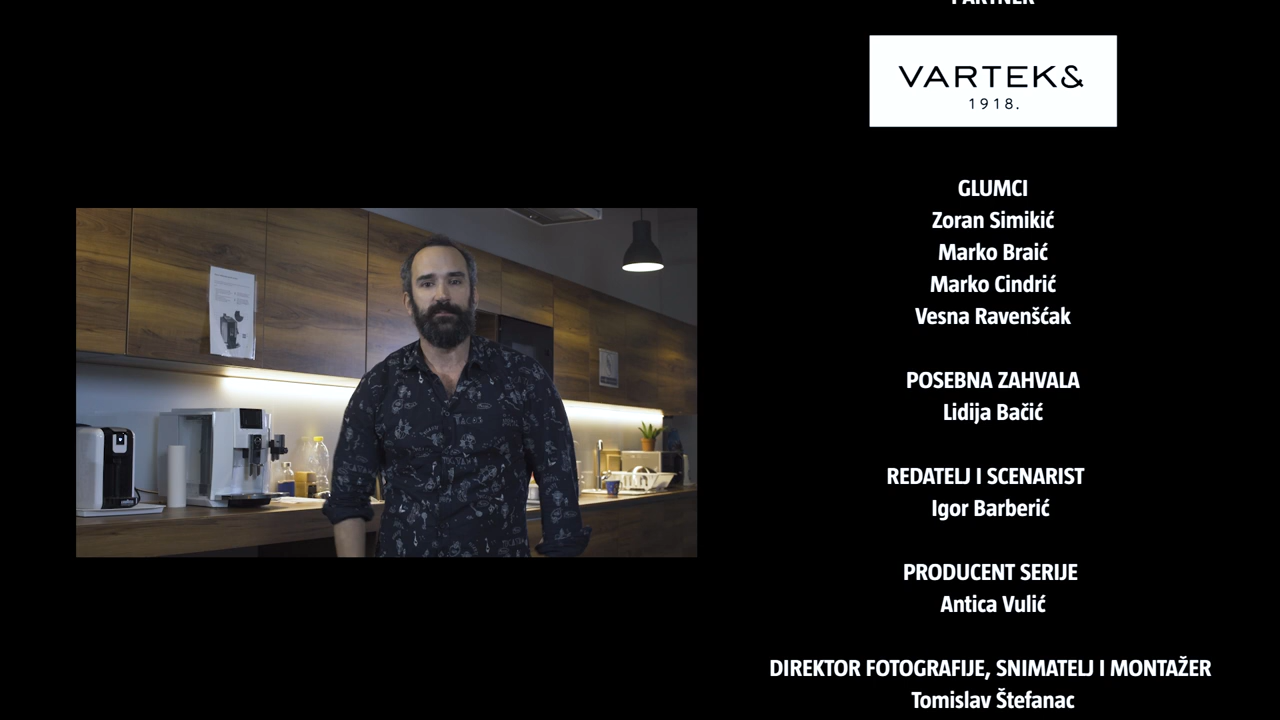 PARTNER
VARTEK&
1918.
GLUMCI
Zoran Simikić
Marko Braić
Marko Cindrić
Vesna Ravenšćak
POSEBNA ZAHVALA
Lidija Bačić
REDATELJ I SCENARIST
Igor Barberić
PRODUCENT SERIJE
Antica Vulić
DIREKTOR FOTOGRAFIJE, SNIMATELJ I MONTAŽER
Tomislav Štefanac